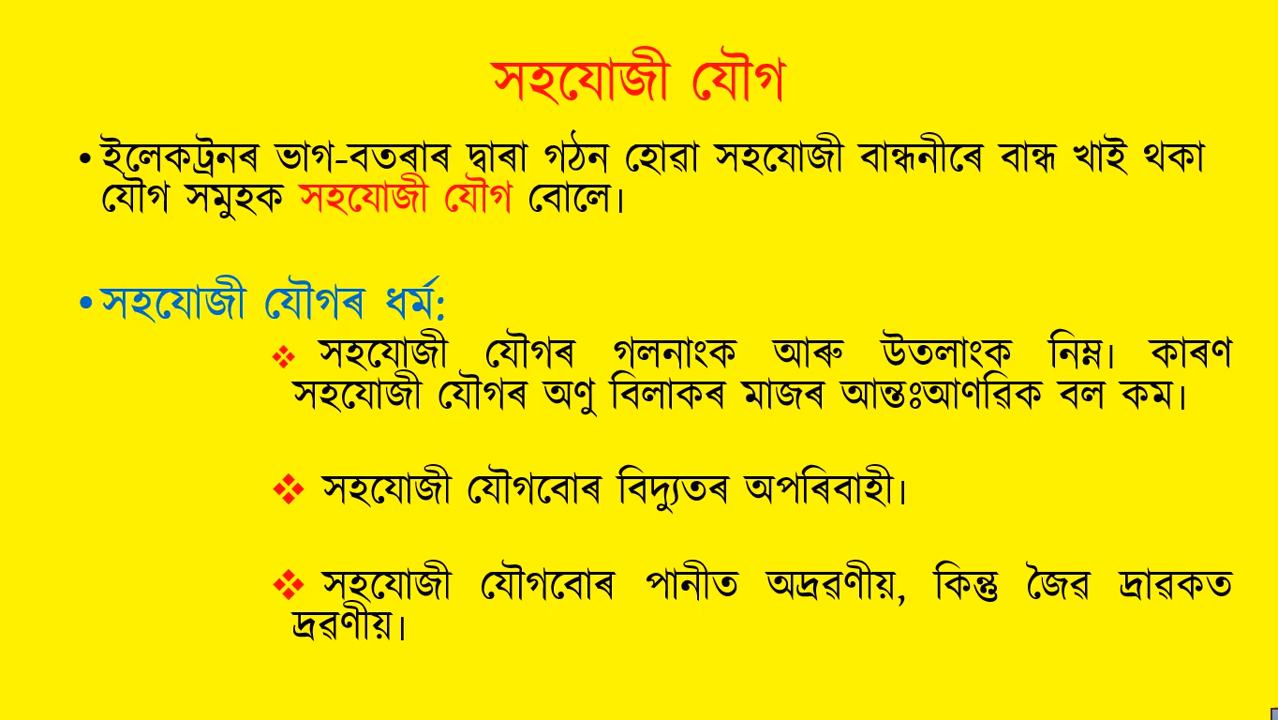 সহযোজী যৌগ
• ইলেকট্ৰনৰ ভাগ-বতৰাৰ দ্বাৰা গঠন হোৱা সহযোজী বান্ধনীৰে বান্ধ খাই থকা
যৌগ সমুহক সহযোজী যৌগ বোলে।
• সহযোজী যৌগৰ ধৰ্ম:
❖ সহযোজী যৌগৰ গলনাংক আৰু উতলাংক নিম্ন। কাৰণ
সহযোজী যৌগৰ অণু বিলাকৰ মাজৰ আন্তঃআণৱিক বল কম।
❖ সহযোজী যৌগবোৰ বিদ্যুতৰ অপৰিবাহী।
❖ সহযোজী যৌগবোৰ পানীত অদ্ৰৱণীয়, কিন্তু জৈৱ দ্ৰাৱকত
দ্ৰৱণীয়।